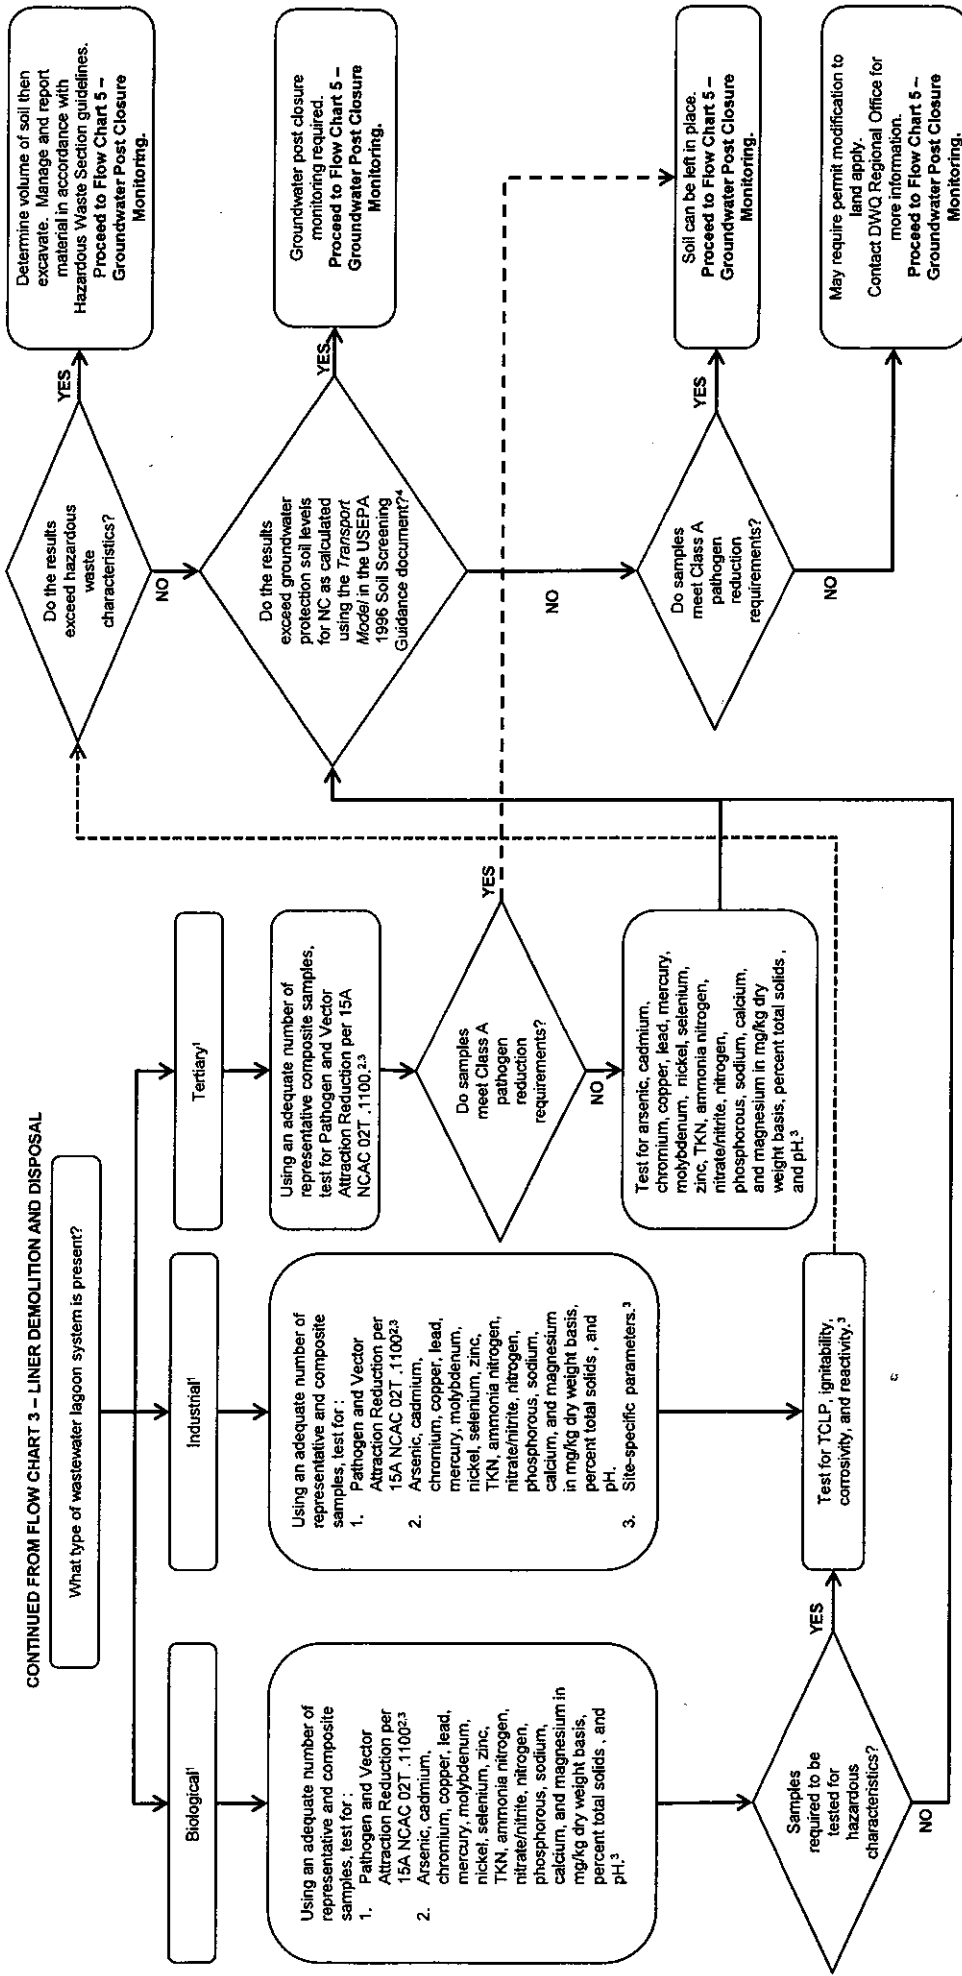 CONTINUED FROM FLOW CHART 3 – LINER DEMOLITION AND DISPOSAL
What type of wastewater lagoon system is present?
Biological¹
Industrial¹
Tertiary¹
Using an adequate number of
representative and composite
samples, test for :
1. Pathogen and Vector
Attraction Reduction per
15A NCAC 02T .1100²,³
2. Arsenic, cadmium,
chromium, copper, lead,
mercury, molybdenum,
nickel, selenium, zinc,
TKN, ammonia nitrogen,
nitrate/nitrite, nitrogen,
phosphorous, sodium,
calcium, and magnesium in
mg/kg dry weight basis,
percent total solids , and
pH.³
Using an adequate number of
representative and composite
samples, test for :
1. Pathogen and Vector
Attraction Reduction per
15A NCAC 02T .1100²,³
2. Arsenic, cadmium,
chromium, copper, lead,
mercury, molybdenum,
nickel, selenium, zinc,
TKN, ammonia nitrogen,
nitrate/nitrite, nitrogen,
phosphorous, sodium,
calcium, and magnesium
in mg/kg dry weight basis,
percent total solids , and
pH.
3. Site-specific parameters.³
Using an adequate number of
representative composite samples,
test for Pathogen and Vector
Attraction Reduction per 15A
NCAC 02T .1100.²,³
Do samples
meet Class A
pathogen
reduction
requirements?
YES
NO
Test for arsenic, cadmium,
chromium, copper, lead, mercury,
molybdenum, nickel, selenium,
zinc, TKN, ammonia nitrogen,
nitrate/nitrite, nitrogen,
phosphorous, sodium, calcium,
and magnesium in mg/kg dry
weight basis, percent total solids ,
and pH.³
Samples
required to be
tested for
hazardous
characteristics?
YES
NO
Test for TCLP, ignitability,
corrosivity, and reactivity.³
Do the results
exceed hazardous
waste
characteristics?
YES
NO
Determine volume of soil then
excavate. Manage and report
material in accordance with
Hazardous Waste Section guidelines.
Proceed to Flow Chart 5 –
Groundwater Post Closure
Monitoring.
Do the results
exceed groundwater
protection soil levels
for NC as calculated
using the Transport
Model in the USEPA
1996 Soil Screening
Guidance document?⁴
YES
NO
Groundwater post closure
monitoring required.
Proceed to Flow Chart 5 –
Groundwater Post Closure
Monitoring.
Do samples
meet Class A
pathogen
reduction
requirements?
YES
NO
Soil can be left in place.
Proceed to Flow Chart 5 –
Groundwater Post Closure
Monitoring.
May require permit modification to
land apply.
Contact DWQ Regional Office for
more information.
Proceed to Flow Chart 5 –
Groundwater Post Closure
Monitoring.